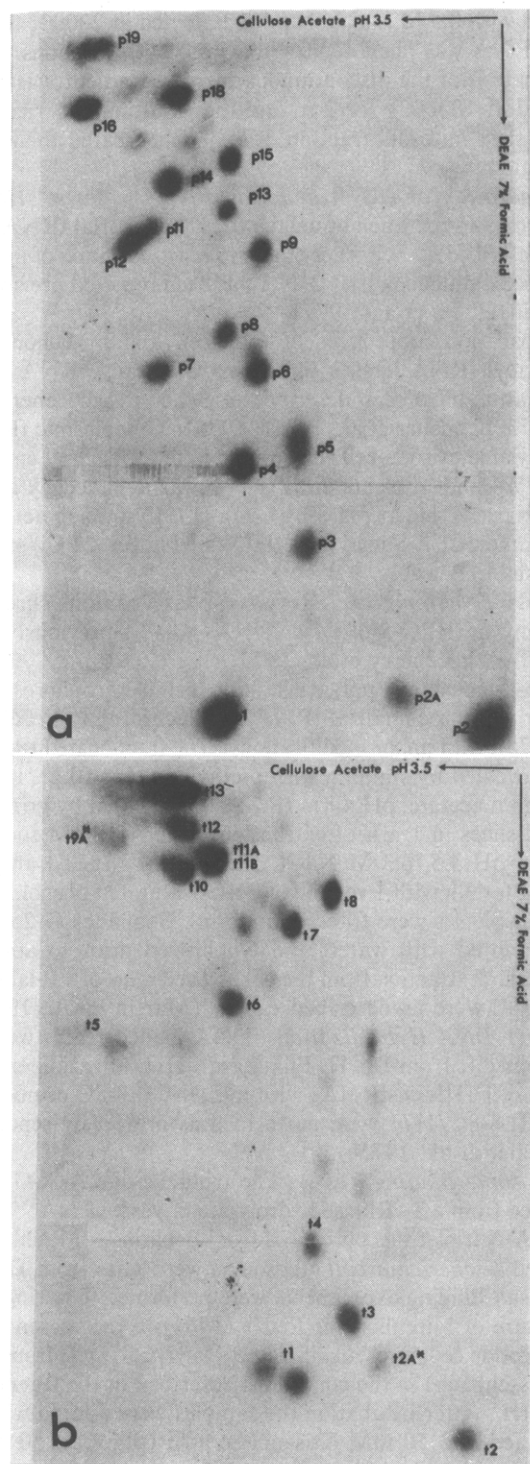 Cellulose Acetate pH 3.5
DEAE 7% Formic Acid
p19
p18
p16
p15
p14
p13
p11
p12
p9
p8
p7
p6
p5
p4
p3
p2A
1
p2
a
Cellulose Acetate pH 3.5
DEAE 7% Formic Acid
t13
t12
t9A*
t11A
t11B
t10
t8
t7
t6
t5
t4
t3
t1
t2A*
t2
b